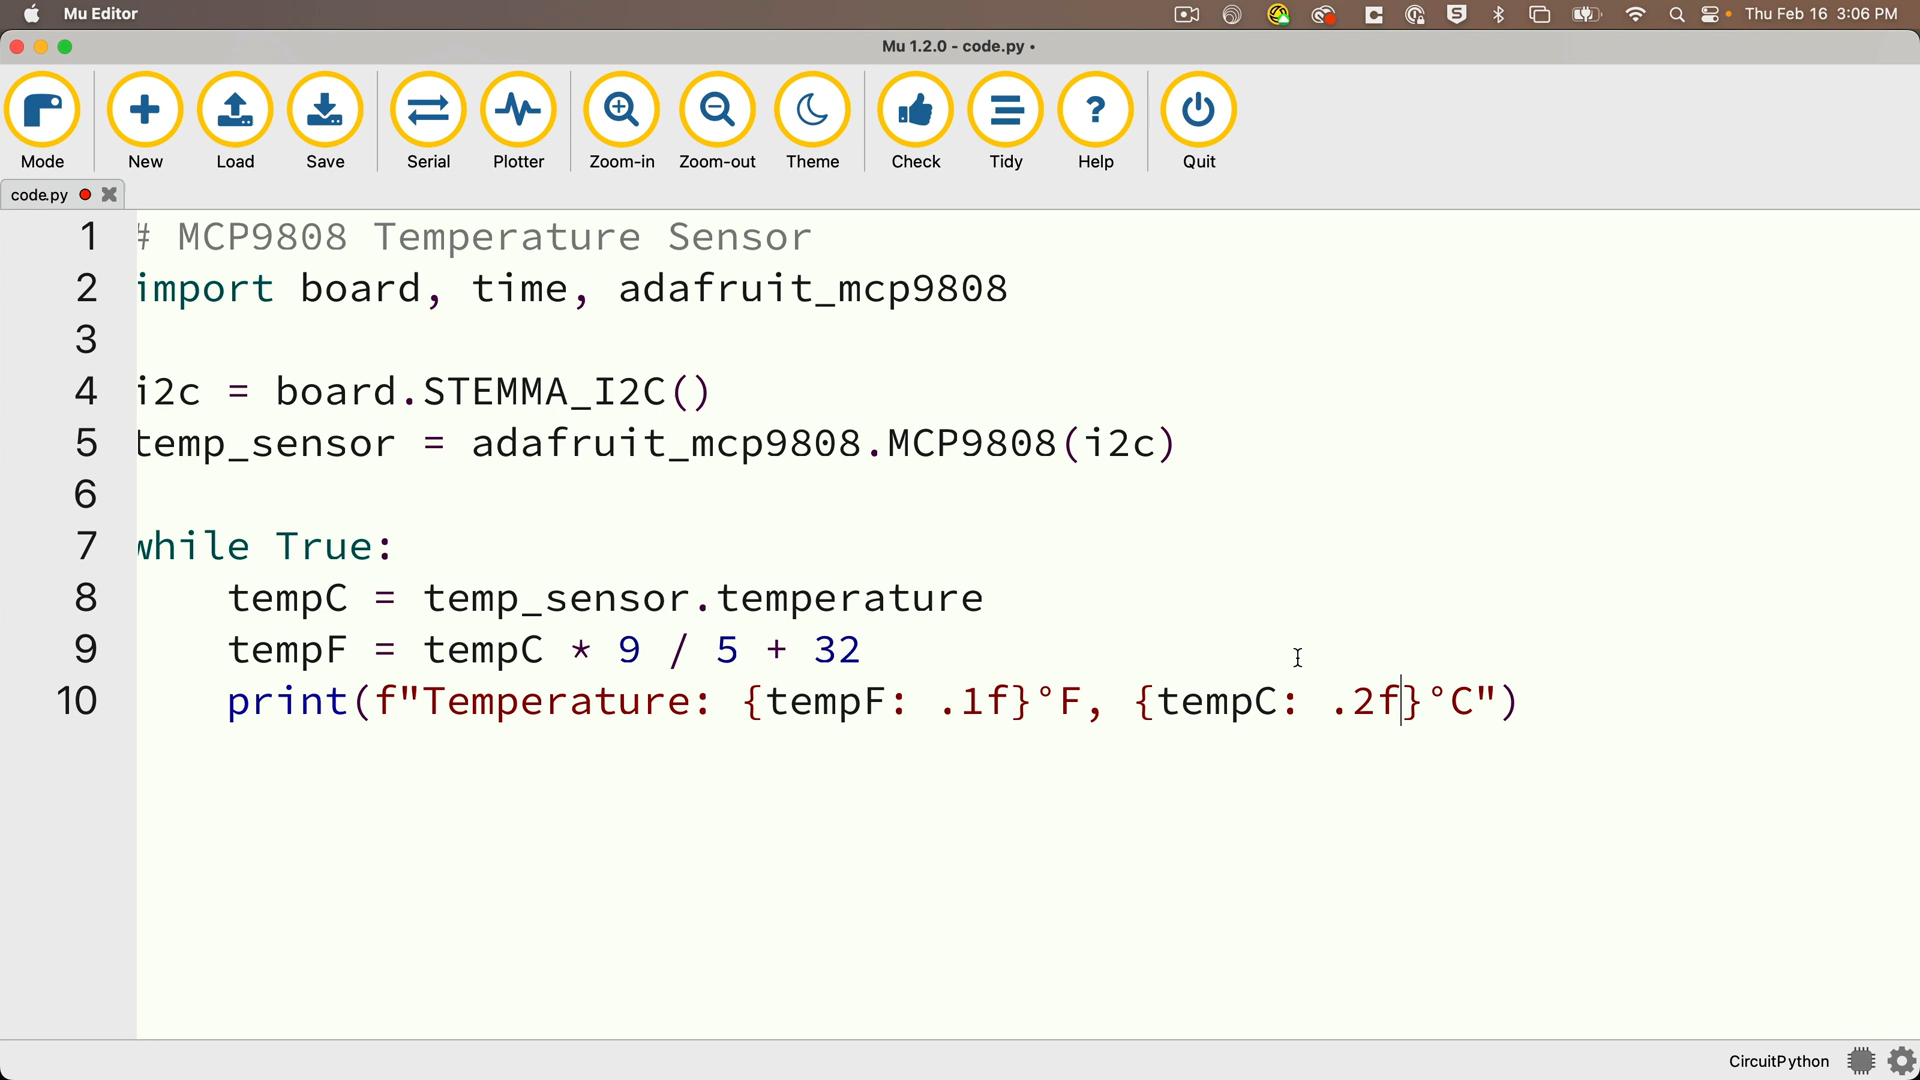 Mu Editor
Thu Feb 16 3:06 PM
Mu 1.2.0 - code.py •
Mode New Load Save Serial Plotter Zoom-in Zoom-out Theme Check Tidy Help Quit
code.py
1 # MCP9808 Temperature Sensor
2 import board, time, adafruit_mcp9808
3
4 i2c = board.STEMMA_I2C()
5 temp_sensor = adafruit_mcp9808.MCP9808(i2c)
6
7 while True:
8     tempC = temp_sensor.temperature
9     tempF = tempC * 9 / 5 + 32
10     print(f"Temperature: {tempF: .1f}°F, {tempC: .2f}°C")
CircuitPython